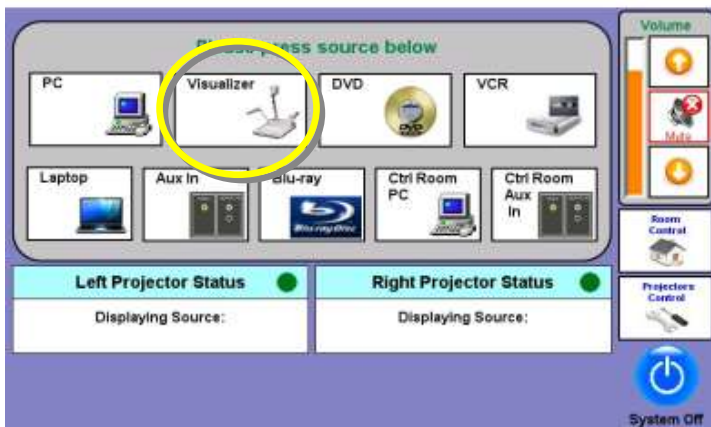 press source below
PC
Visualizer
DVD
VCR
Laptop
Aux In
Blu-ray
Ctrl Room
PC
Ctrl Room
Aux
In
Left Projector Status
Right Projector Status
Displaying Source:
Displaying Source:
Volume
Mute
Room
Control
Projectors
Control
System Off